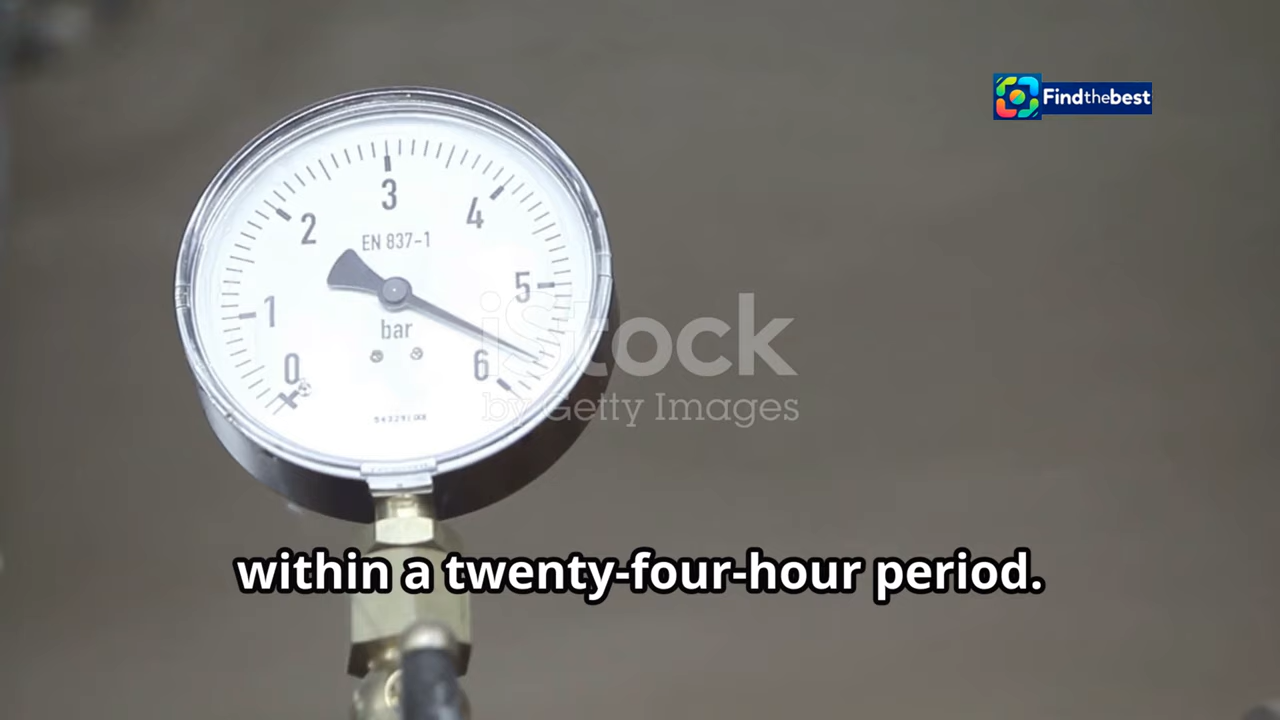 Findthebest
3
2
4
EN 837-1
5
1
bar
6
0
iStock
by Getty Images
within a twenty-four-hour period.